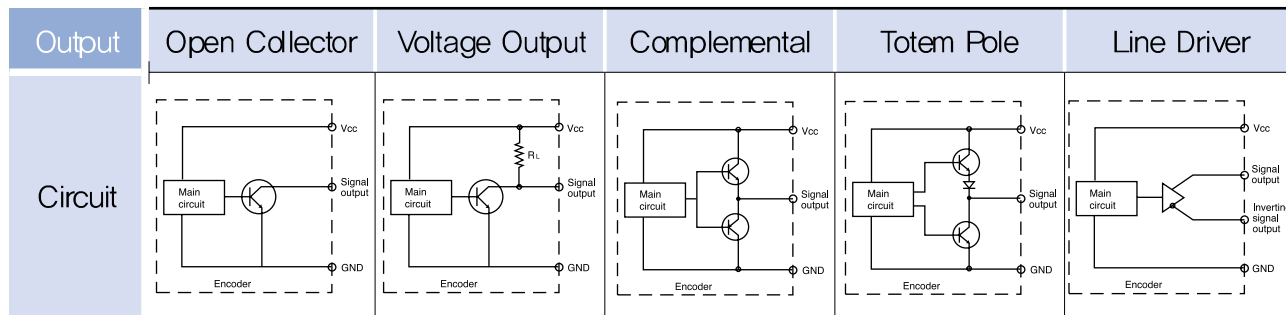 Output Open Collector Voltage Output Complemental Totem Pole Line Driver
Circuit
Vcc
Main
circuit
Signal
output
GND
Encoder
Vcc
RL
Main
circuit
Signal
output
GND
Encoder
Vcc
Main
circuit
Signal
output
GND
Encoder
Vcc
Main
circuit
Signal
output
GND
Encoder
Vcc
Main
circuit
Signal
output
Inverting
signal
output
GND
Encoder